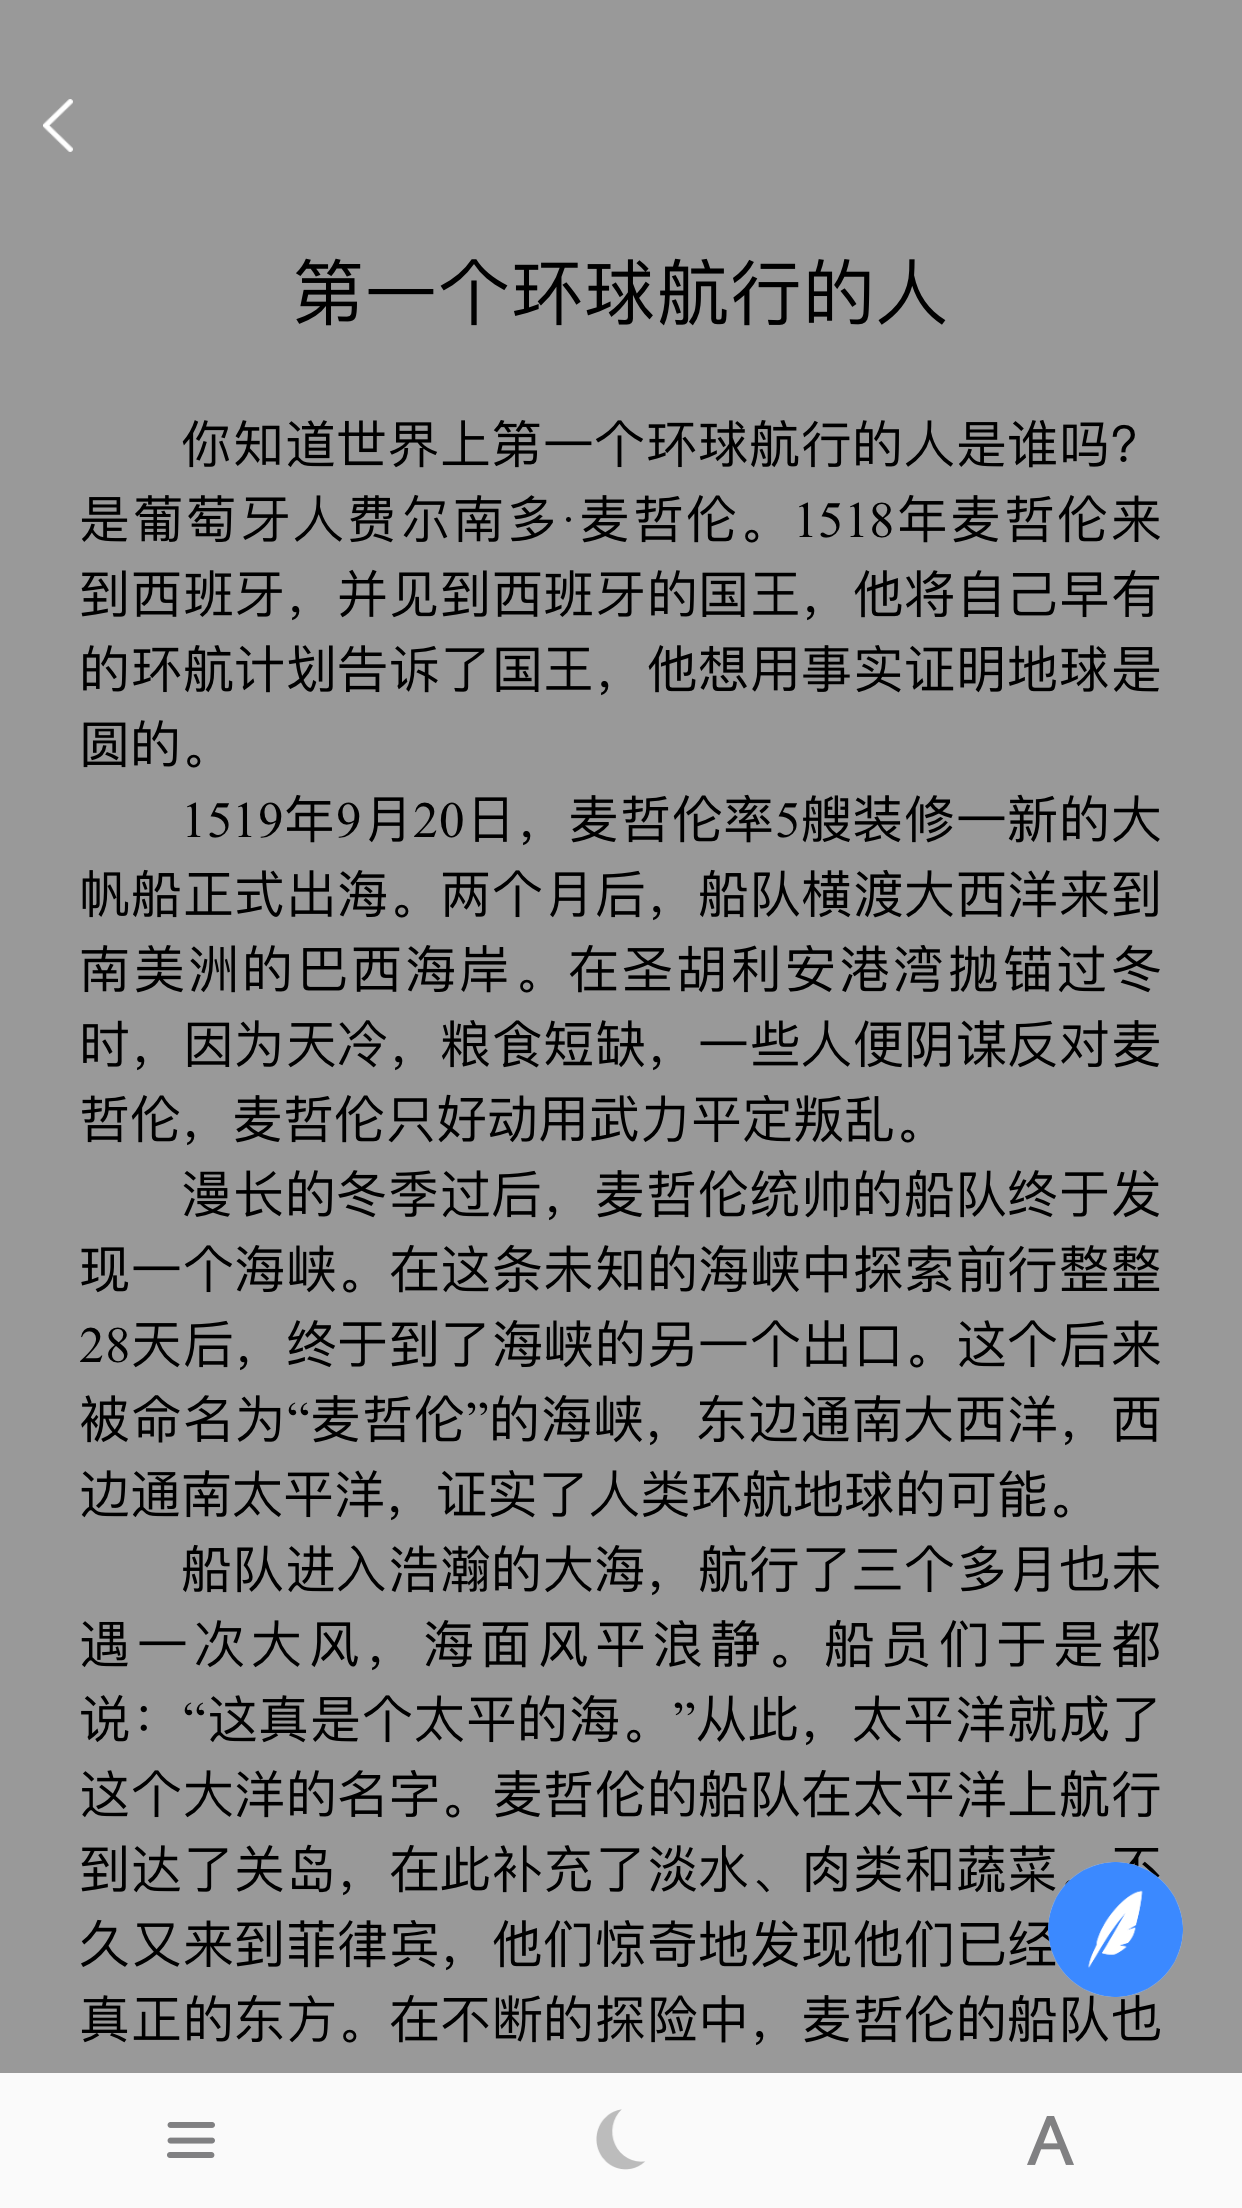 第一个环球航行的人
你知道世界上第一个环球航行的人是谁吗？
是葡萄牙人费尔南多·麦哲伦。1518年麦哲伦来
到西班牙，并见到西班牙的国王，他将自己早有
的环航计划告诉了国王，他想用事实证明地球是
圆的。
1519年9月20日，麦哲伦率5艘装修一新的大
帆船正式出海。两个月后，船队横渡大西洋来到
南美洲的巴西海岸。在圣胡利安港湾抛锚过冬
时，因为天冷，粮食短缺，一些人便阴谋反对麦
哲伦，麦哲伦只好动用武力平定叛乱。
漫长的冬季过后，麦哲伦统帅的船队终于发
现一个海峡。在这条未知的海峡中探索前行整整
28天后，终于到了海峡的另一个出口。这个后来
被命名为“麦哲伦”的海峡，东边通南大西洋，西
边通南太平洋，证实了人类环航地球的可能。
船队进入浩瀚的大海，航行了三个多月也未
遇一次大风，海面风平浪静。船员们于是都
说：“这真是个太平的海。”从此，太平洋就成了
这个大洋的名字。麦哲伦的船队在太平洋上航行
到达了关岛，在此补充了淡水、肉类和蔬菜。不
久又来到菲律宾，他们惊奇地发现他们已经
真正的东方。在不断的探险中，麦哲伦的船队也
A